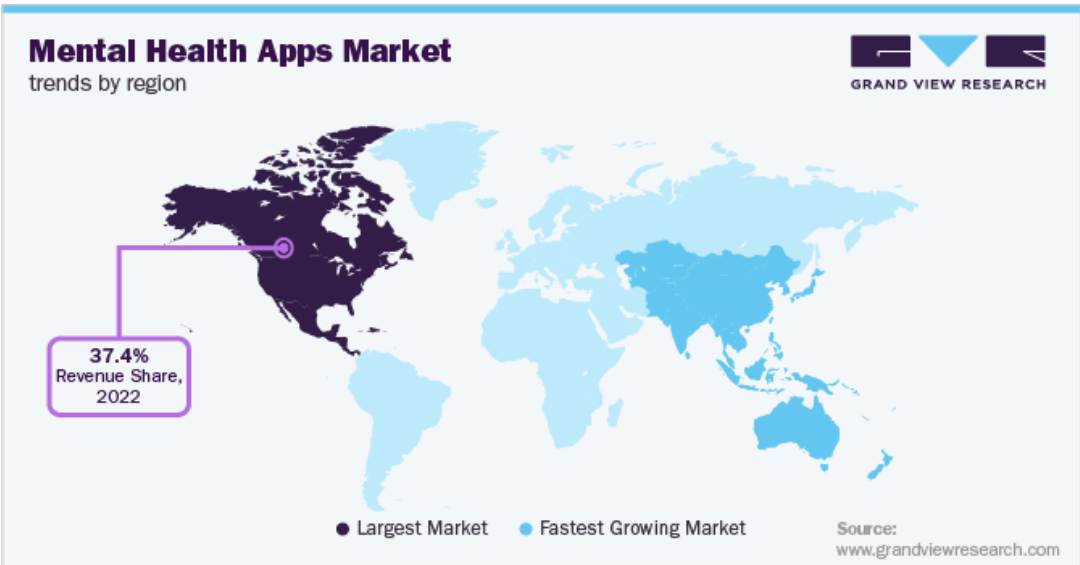 Mental Health Apps Market
trends by region
GRAND VIEW RESEARCH
37.4%
Revenue Share,
2022
Largest Market
Fastest Growing Market
Source:
www.grandviewresearch.com